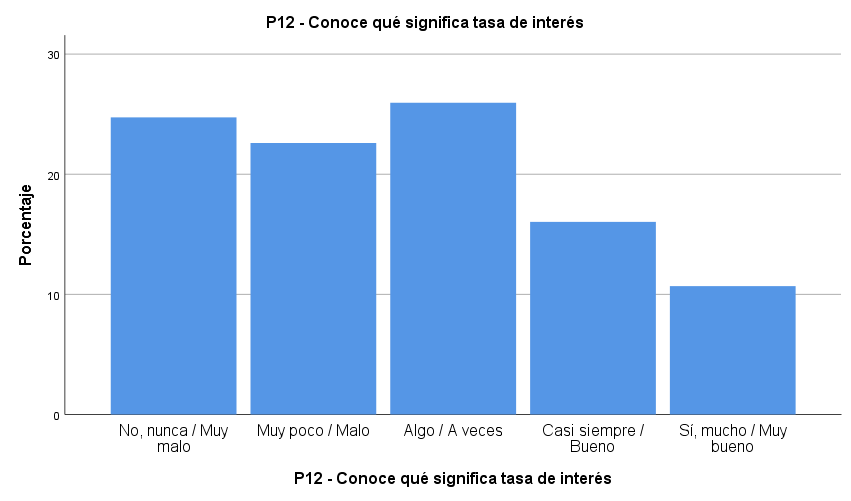 P12 - Conoce qué significa tasa de interés
30
20
10
0
Porcentaje
No, nunca / Muy
malo
Muy poco / Malo
Algo / A veces
Casi siempre /
Bueno
Sí, mucho / Muy
bueno
P12 - Conoce qué significa tasa de interés